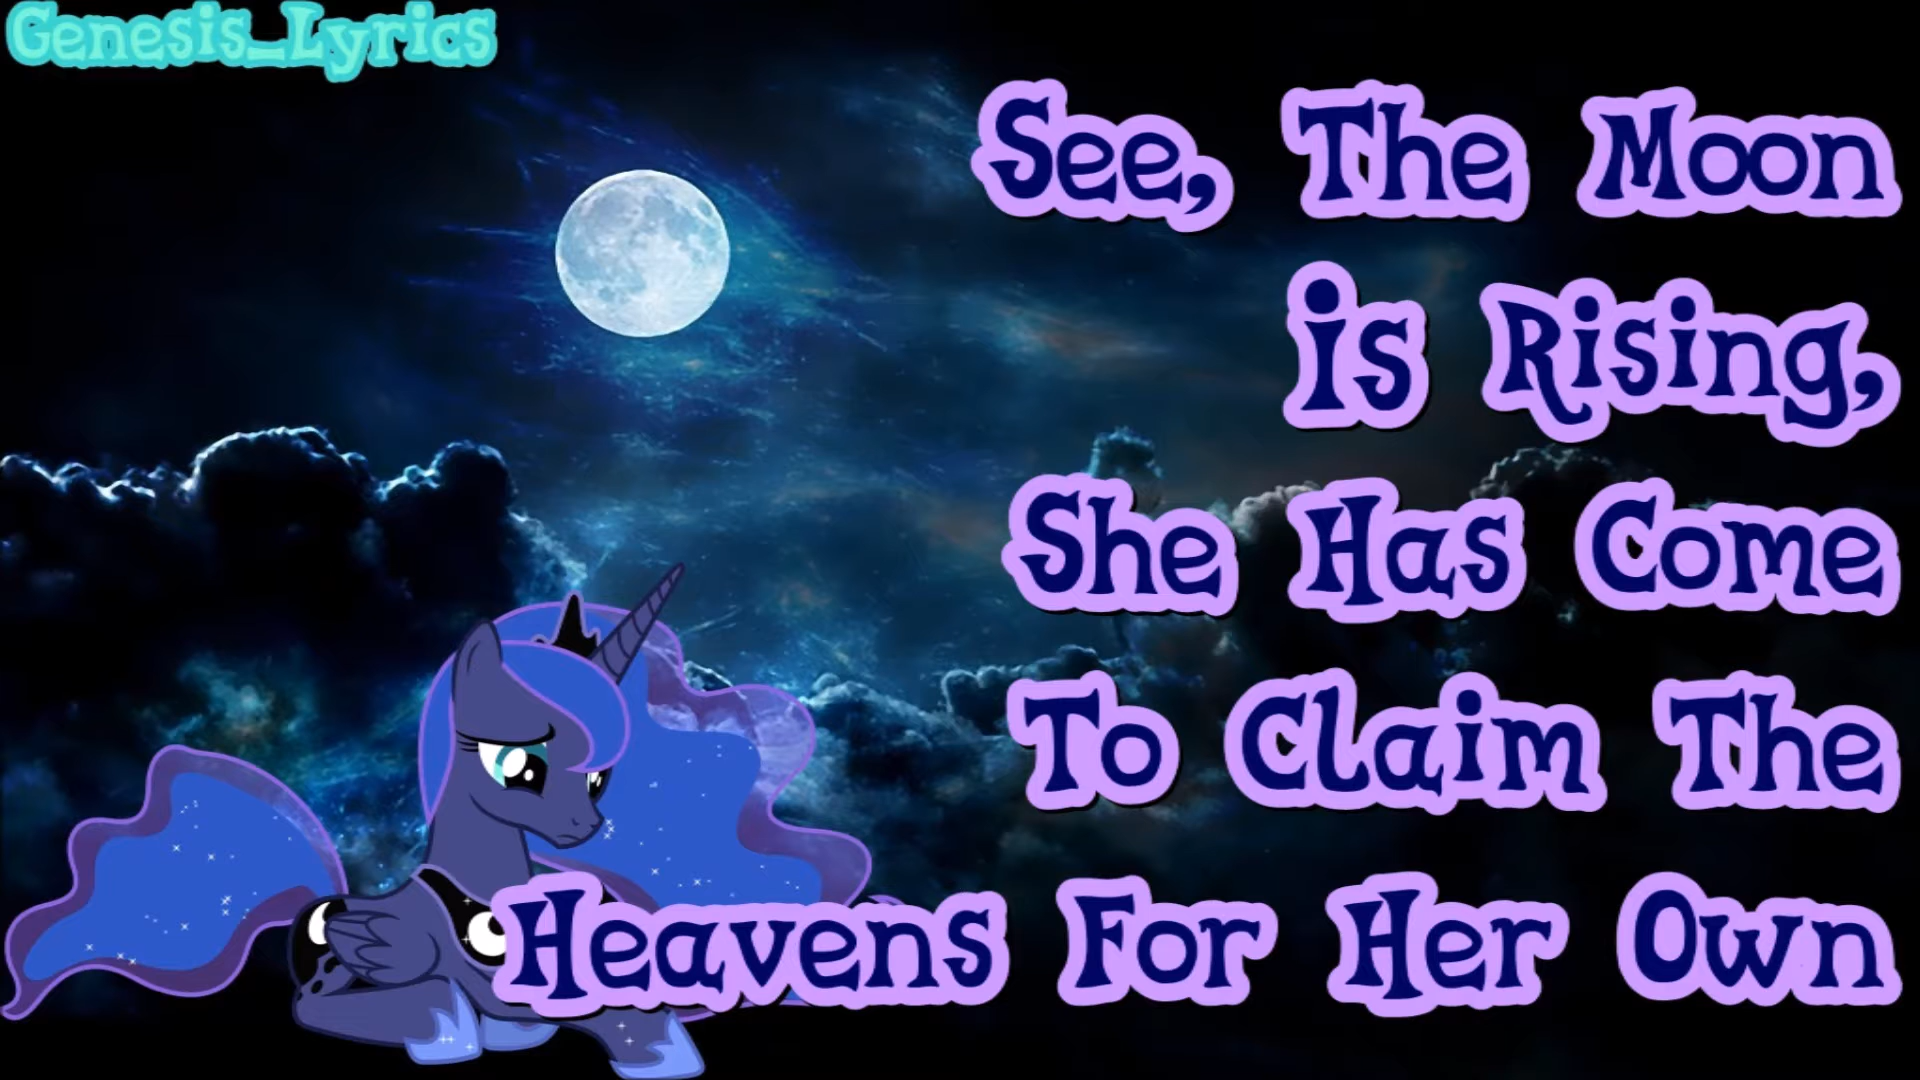 Genesis_Lyrics
See, The Moon
is Rising,
She Has Come
To Claim The
Heavens For Her Own